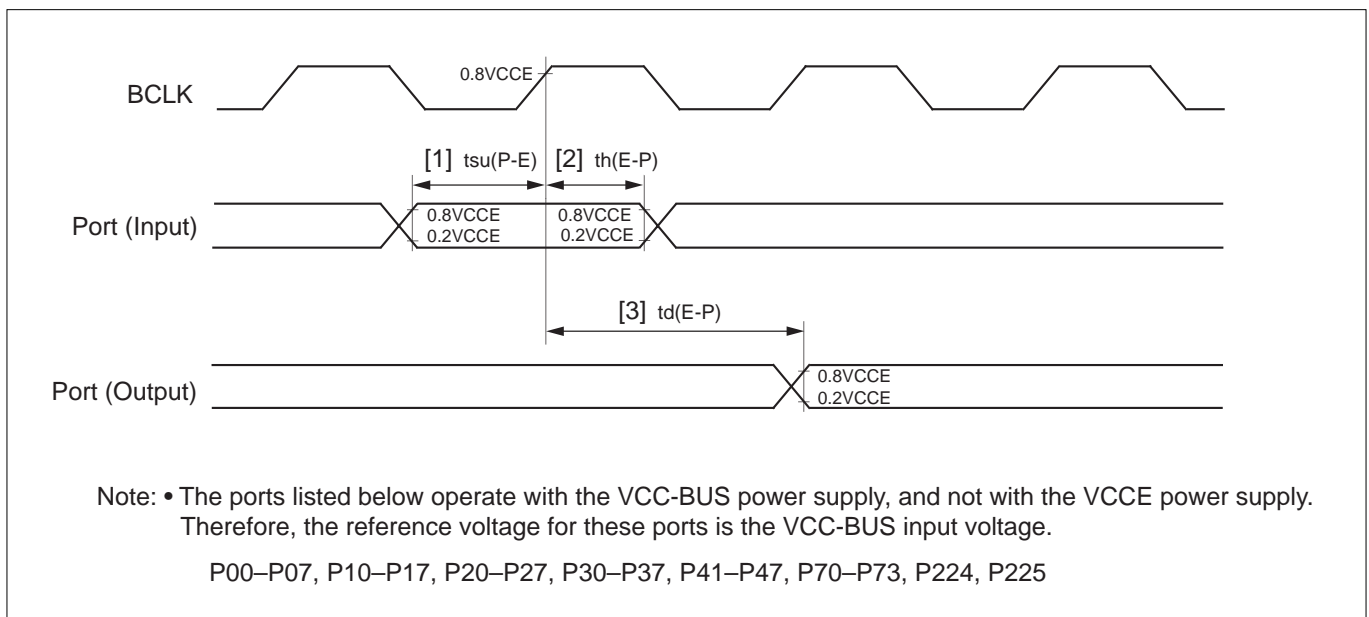 0.8VCCE
BCLK
[1] tsu(P-E) [2] th(E-P)
Port (Input)
0.8VCCE 0.8VCCE
0.2VCCE 0.2VCCE
[3] td(E-P)
Port (Output)
0.8VCCE
0.2VCCE
Note: • The ports listed below operate with the VCC-BUS power supply, and not with the VCCE power supply.
Therefore, the reference voltage for these ports is the VCC-BUS input voltage.
P00–P07, P10–P17, P20–P27, P30–P37, P41–P47, P70–P73, P224, P225